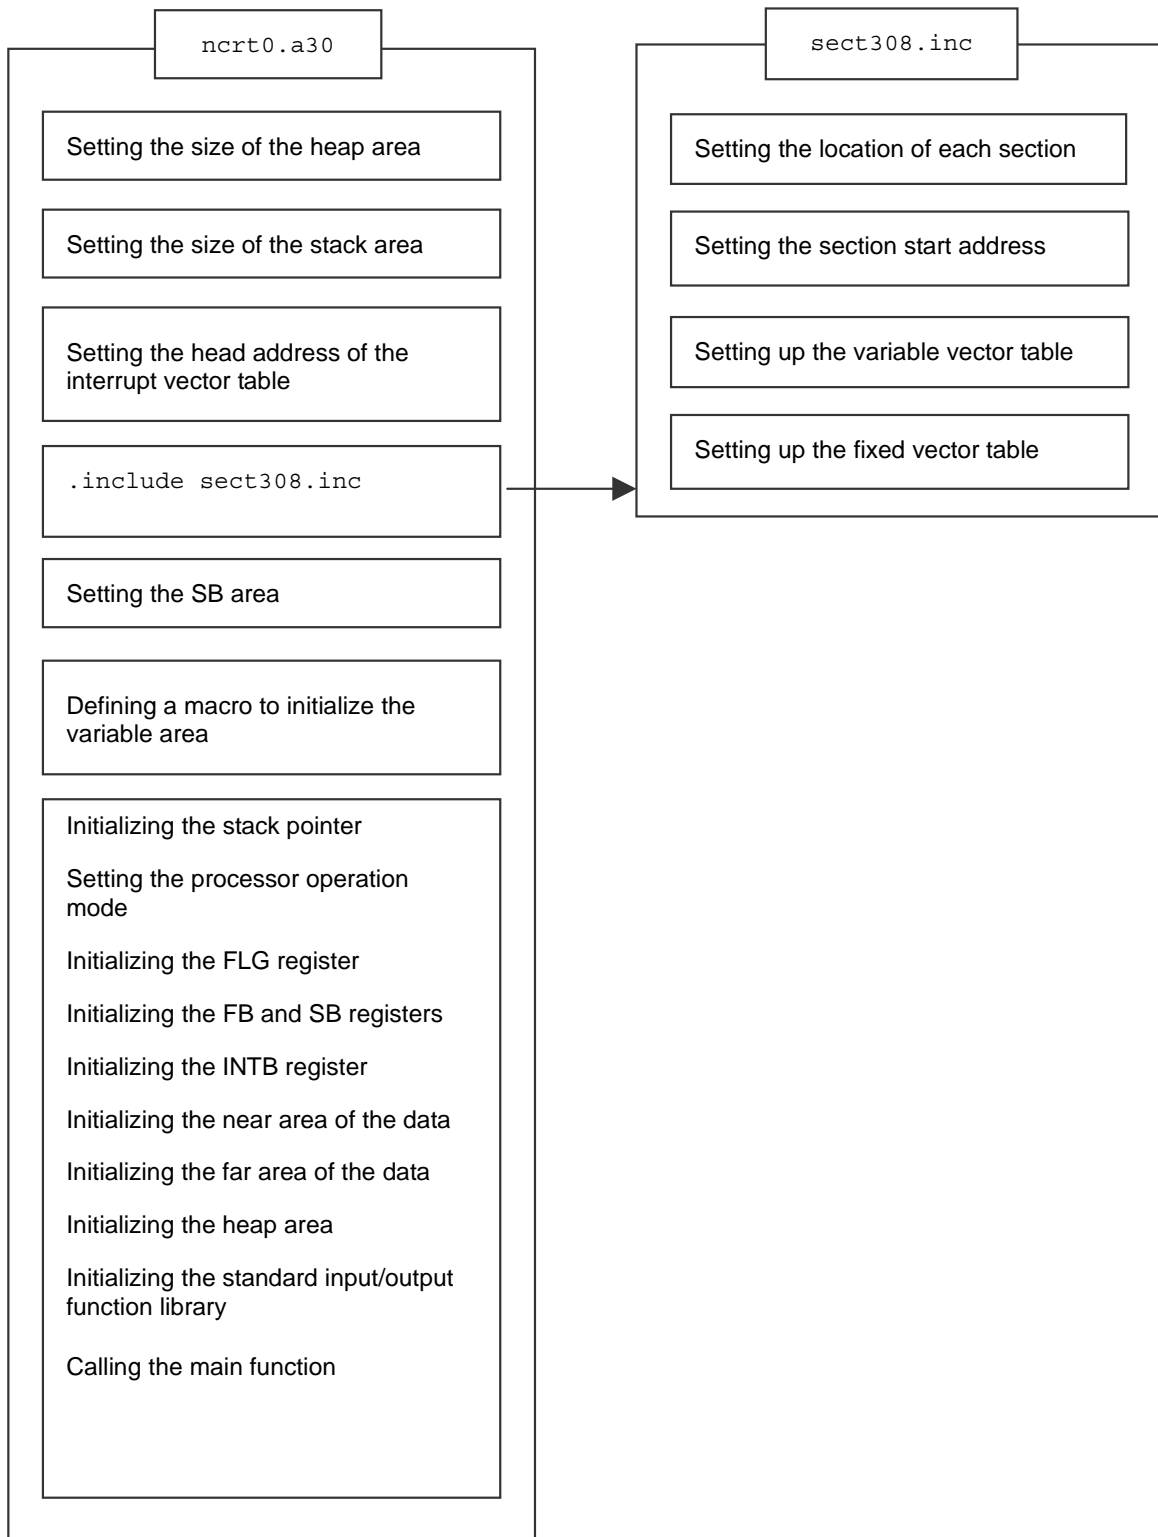 ncrt0.a30
Setting the size of the heap area
Setting the size of the stack area
Setting the head address of the
interrupt vector table
.include sect308.inc
Setting the SB area
Defining a macro to initialize the
variable area
Initializing the stack pointer
Setting the processor operation
mode
Initializing the FLG register
Initializing the FB and SB registers
Initializing the INTB register
Initializing the near area of the data
Initializing the far area of the data
Initializing the heap area
Initializing the standard input/output
function library
Calling the main function
sect308.inc
Setting the location of each section
Setting the section start address
Setting up the variable vector table
Setting up the fixed vector table